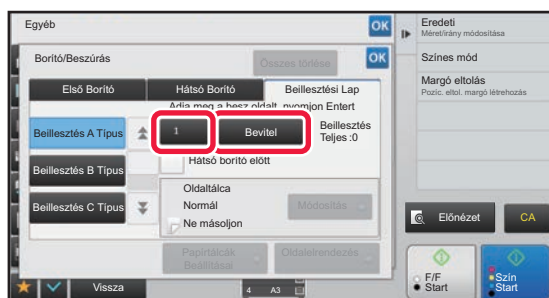 Egyéb
OK
Borító/Beszúrás
Összes törlése
OK
Első Borító
Hátsó Borító
Beillesztési Lap
Adja meg a besz.oldalt, nyomjon Entert
Beillesztés A Típus
1
Bevitel
Beillesztés
Teljes :0
Beillesztés B Típus
Hátsó borító előtt
Beillesztés C Típus
Oldaltálca
Normál
Ne másoljon
Módosítás
Papírtálcák
Beállításai
Oldalelrendezés
Vissza
4 A3
Eredeti
Méret/irány módosítása
Színes mód
Margó eltolás
Pozíc. eltol. margó létrehozás
Előnézet
CA
F/F
Start
Szín
Start